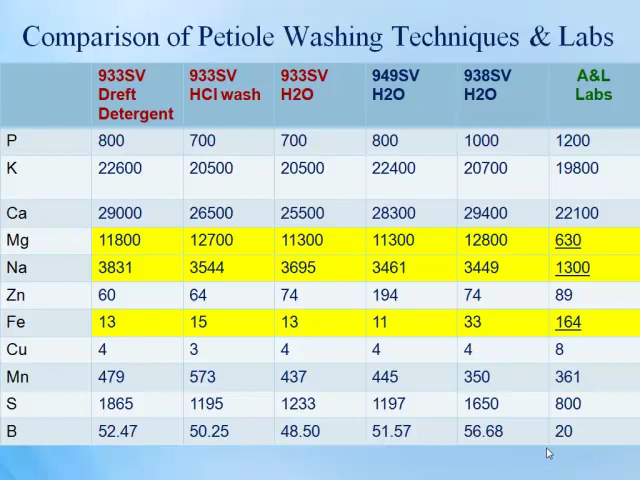 Comparison of Petiole Washing Techniques & Labs
933SV Dreft Detergent 933SV HCl wash 933SV H2O 949SV H2O 938SV H2O A&L Labs
P 800 700 700 800 1000 1200
K 22600 20500 20500 22400 20700 19800
Ca 29000 26500 25500 28300 29400 22100
Mg 11800 12700 11300 11300 12800 630
Na 3831 3544 3695 3461 3449 1300
Zn 60 64 74 194 74 89
Fe 13 15 13 11 33 164
Cu 4 3 4 4 4 8
Mn 479 573 437 445 350 361
S 1865 1195 1233 1197 1650 800
B 52.47 50.25 48.50 51.57 56.68 20